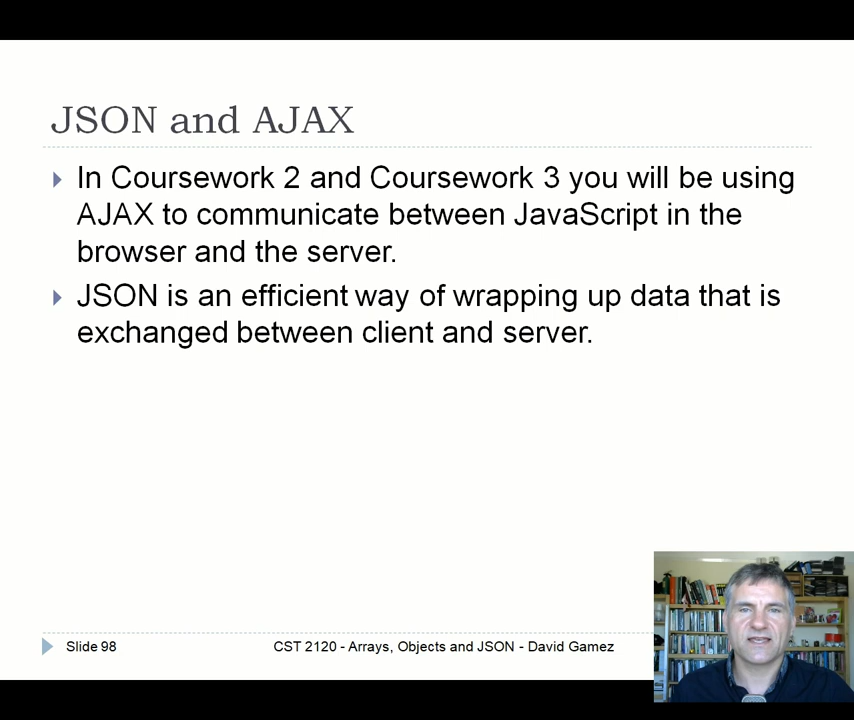 JSON and AJAX
In Coursework 2 and Coursework 3 you will be using
AJAX to communicate between JavaScript in the
browser and the server.
JSON is an efficient way of wrapping up data that is
exchanged between client and server.
Slide 98
CST 2120 - Arrays, Objects and JSON - David Gamez